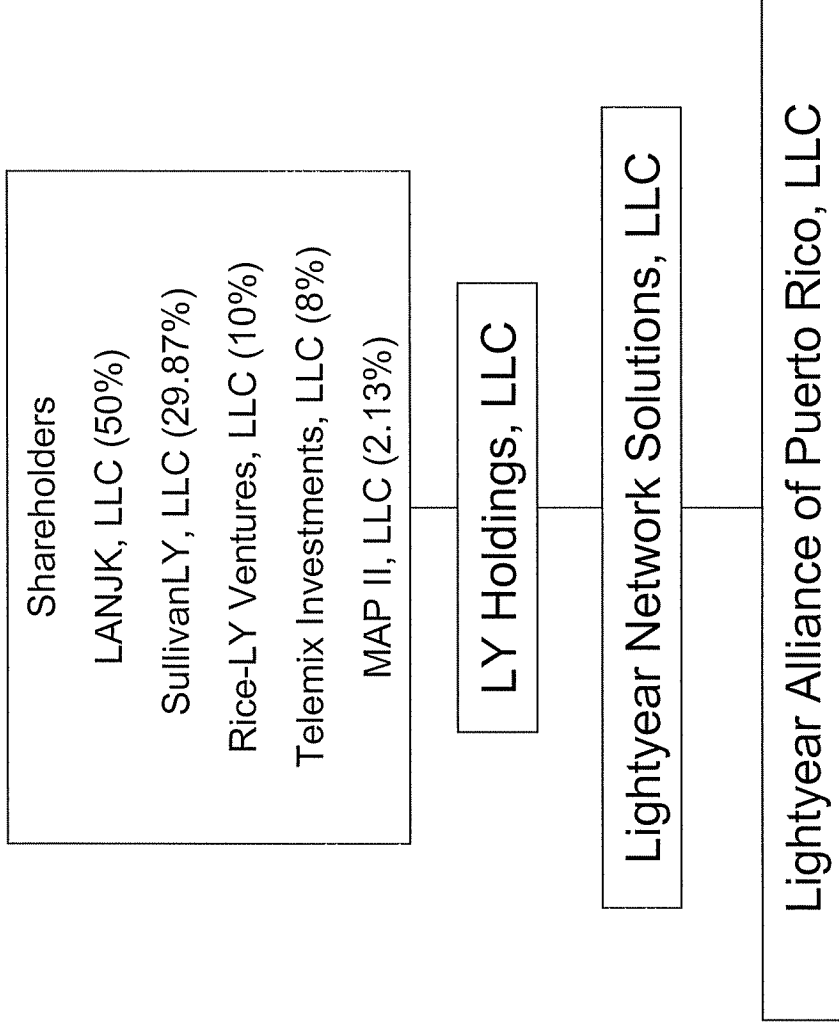 Shareholders
LANJK, LLC (50%)
SullivanLY, LLC (29.87%)
Rice-LY Ventures, LLC (10%)
Telemix Investments, LLC (8%)
MAP II, LLC (2.13%)
LY Holdings, LLC
Lightyear Network Solutions, LLC
Lightyear Alliance of Puerto Rico, LLC